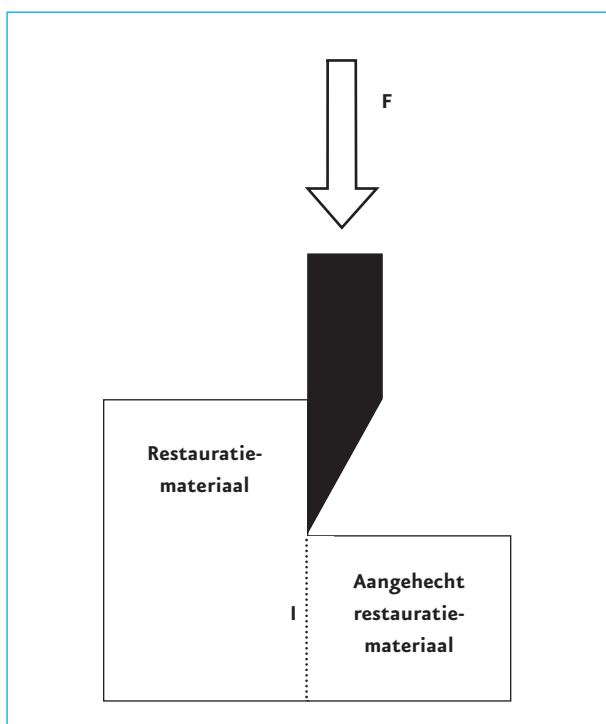 F
Restauratie-
materiaal
I
Aangehecht
restauratie-
materiaal